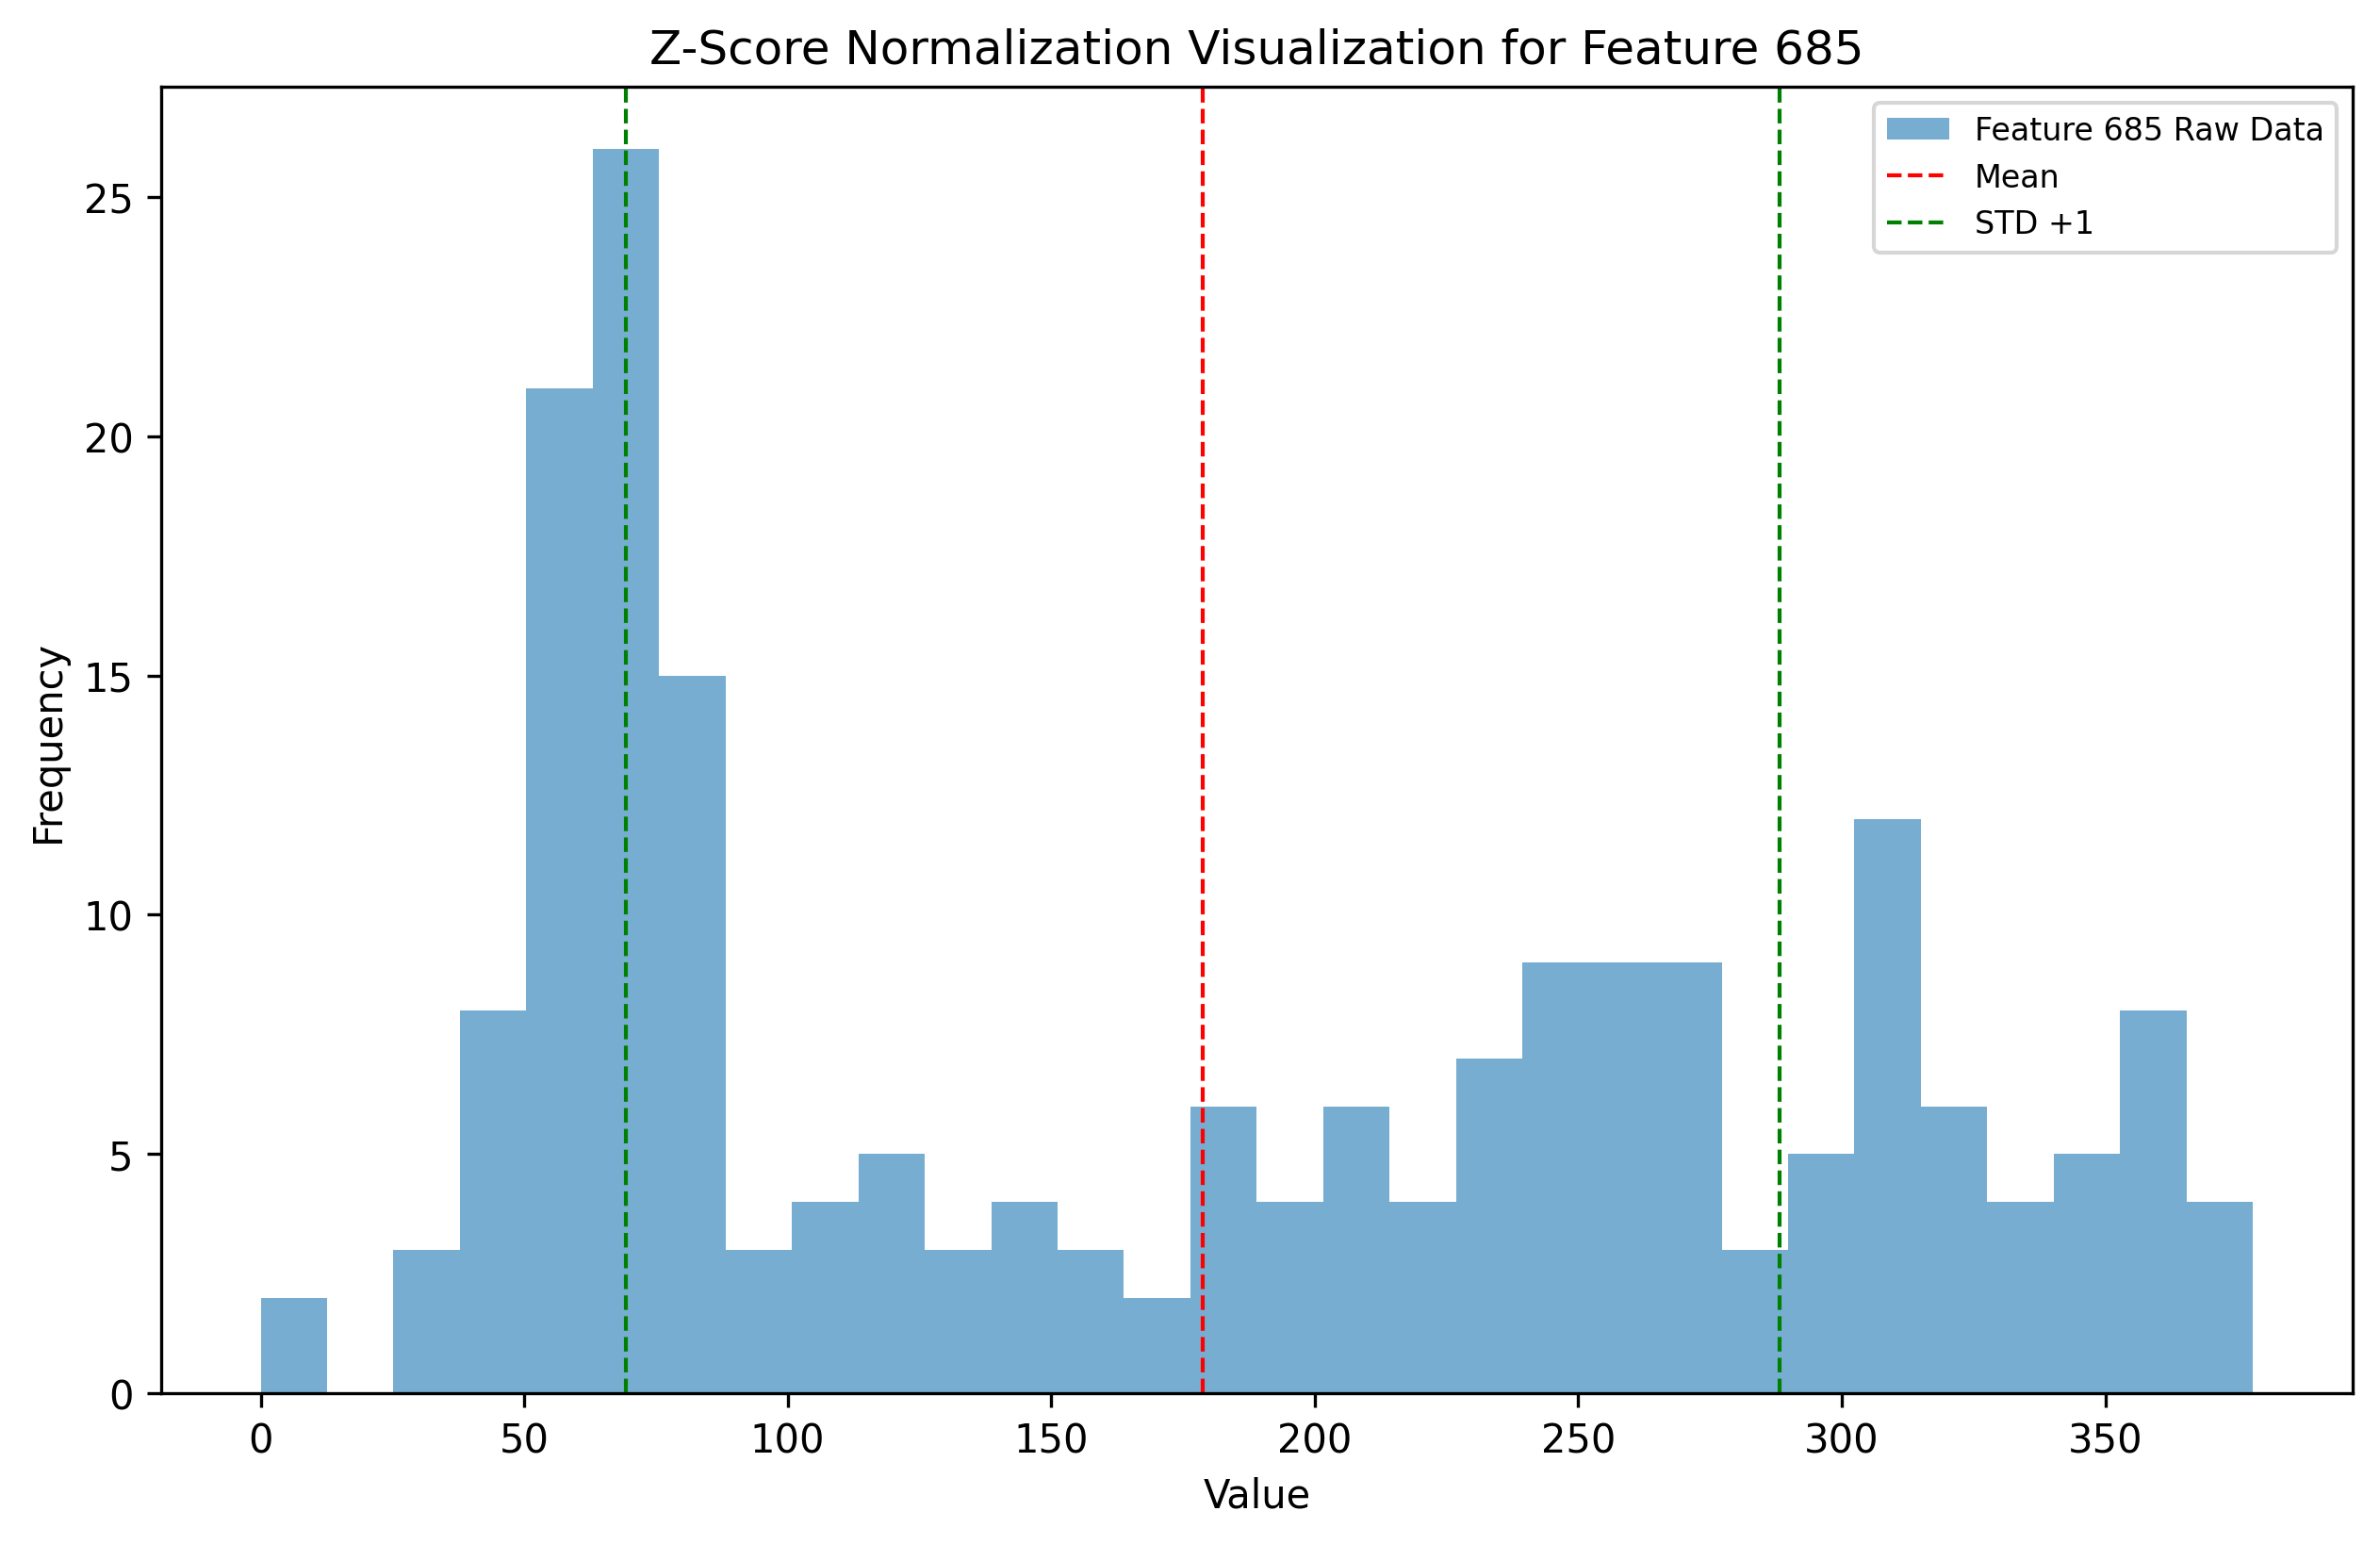 Z-Score Normalization Visualization for Feature 685
Feature 685 Raw Data
Mean
STD +1
25
20
15
10
5
0
Frequency
0 50 100 150 200 250 300 350
Value